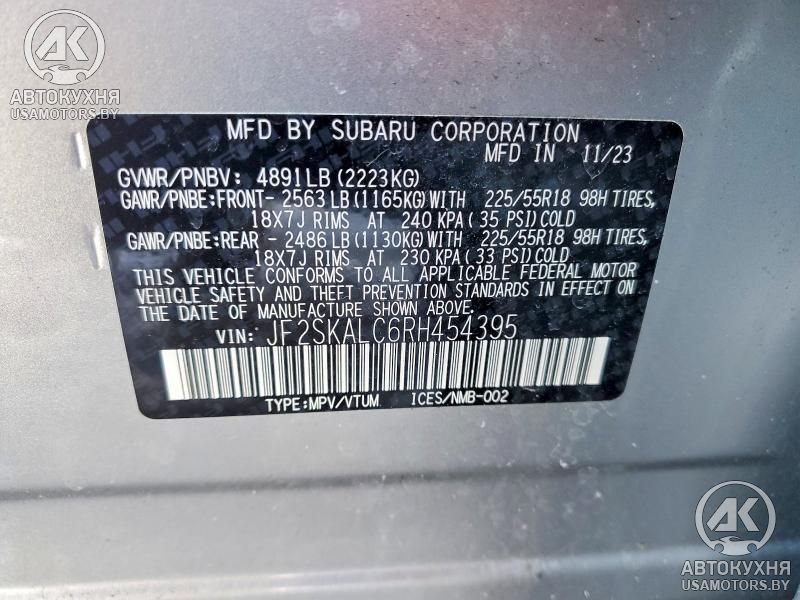 AK
АВТОКУХНЯ
USAMOTORS.BY
MFD BY SUBARU CORPORATION
MFD IN 11/23
GVWR/PNBV: 4891LB(2223KG)
GAWR/PNBE:FRONT- 2563LB(1165KG)WITH 225/55R18 98H TIRES,
18X7J RIMS AT 240 KPA( 35 PSI)COLD
GAWR/PNBE:REAR - 2486LB(1130KG)WITH 225/55R18 98H TIRES,
18X7J RIMS AT 230 KPA( 33 PSI)COLD
THIS VEHICLE CONFORMS TO ALL APPLICABLE FEDERAL MOTOR
VEHICLE SAFETY AND THEFT PREVENTION STANDARDS IN EFFECT
ON THE DATE OF MANUFACTURE SHOWN ABOVE.
VIN: JF2SKALC6RH454395
TYPE:MPV/VTUM ICES/NMB-002
AK
АВТОКУХНЯ
USAMOTORS.BY